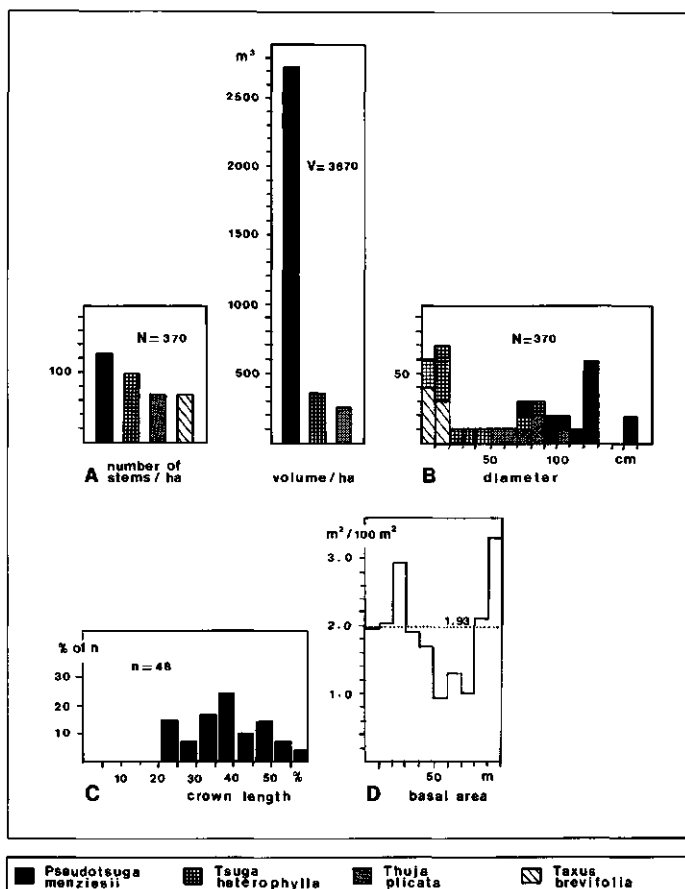 m³
2500
2000
1500
1000
500
V=3670
volume/ha
N=370
100
A number of
stems/ha
N=370
50
50 100 cm
B diameter
% of n
n=48
30
20
10
10 20 30 40 50 %
C crown length
m²/100 m²
3.0
2.0
1.0
1.93
50 m
D basal area
Pseudotsuga
menziesii
Tsuga
heterophylla
Thuja
plicata
Taxus
brevifolia